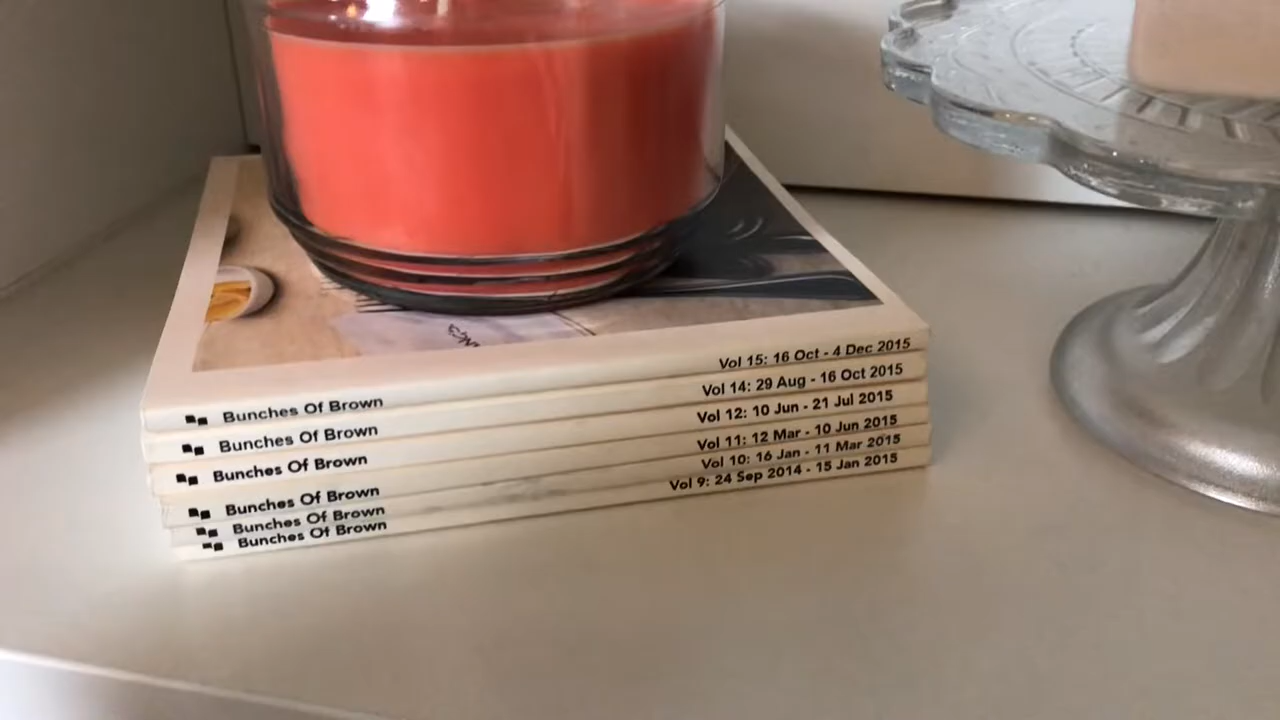 Bunches Of Brown Vol 15: 16 Oct - 4 Dec 2015
Bunches Of Brown Vol 14: 29 Aug - 16 Oct 2015
Bunches Of Brown Vol 12: 10 Jun - 21 Jul 2015
Bunches Of Brown Vol 11: 12 Mar - 10 Jun 2015
Bunches Of Brown Vol 10: 16 Jan - 11 Mar 2015
Bunches Of Brown Vol 9: 24 Sep 2014 - 15 Jan 2015